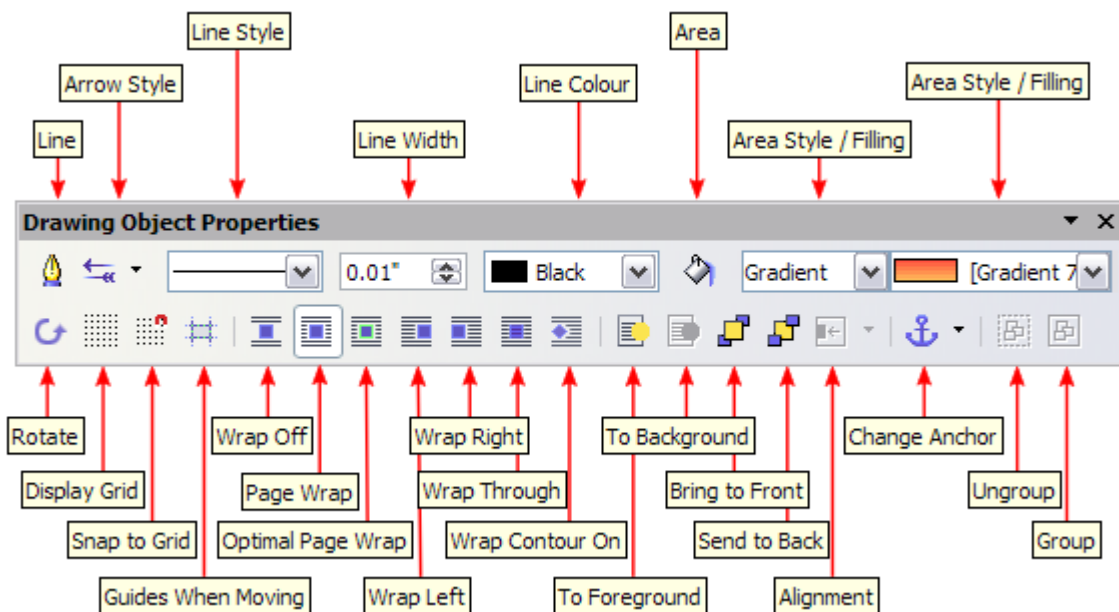 Line Style
Area
Arrow Style
Line Colour
Area Style / Filling
Line
Line Width
Area Style / Filling
Drawing Object Properties
0.01"
Black
Gradient
[Gradient 7
Rotate
Wrap Off
Wrap Right
To Background
Change Anchor
Display Grid
Page Wrap
Wrap Through
Bring to Front
Ungroup
Snap to Grid
Optimal Page Wrap
Wrap Contour On
Send to Back
Group
Guides When Moving
Wrap Left
To Foreground
Alignment